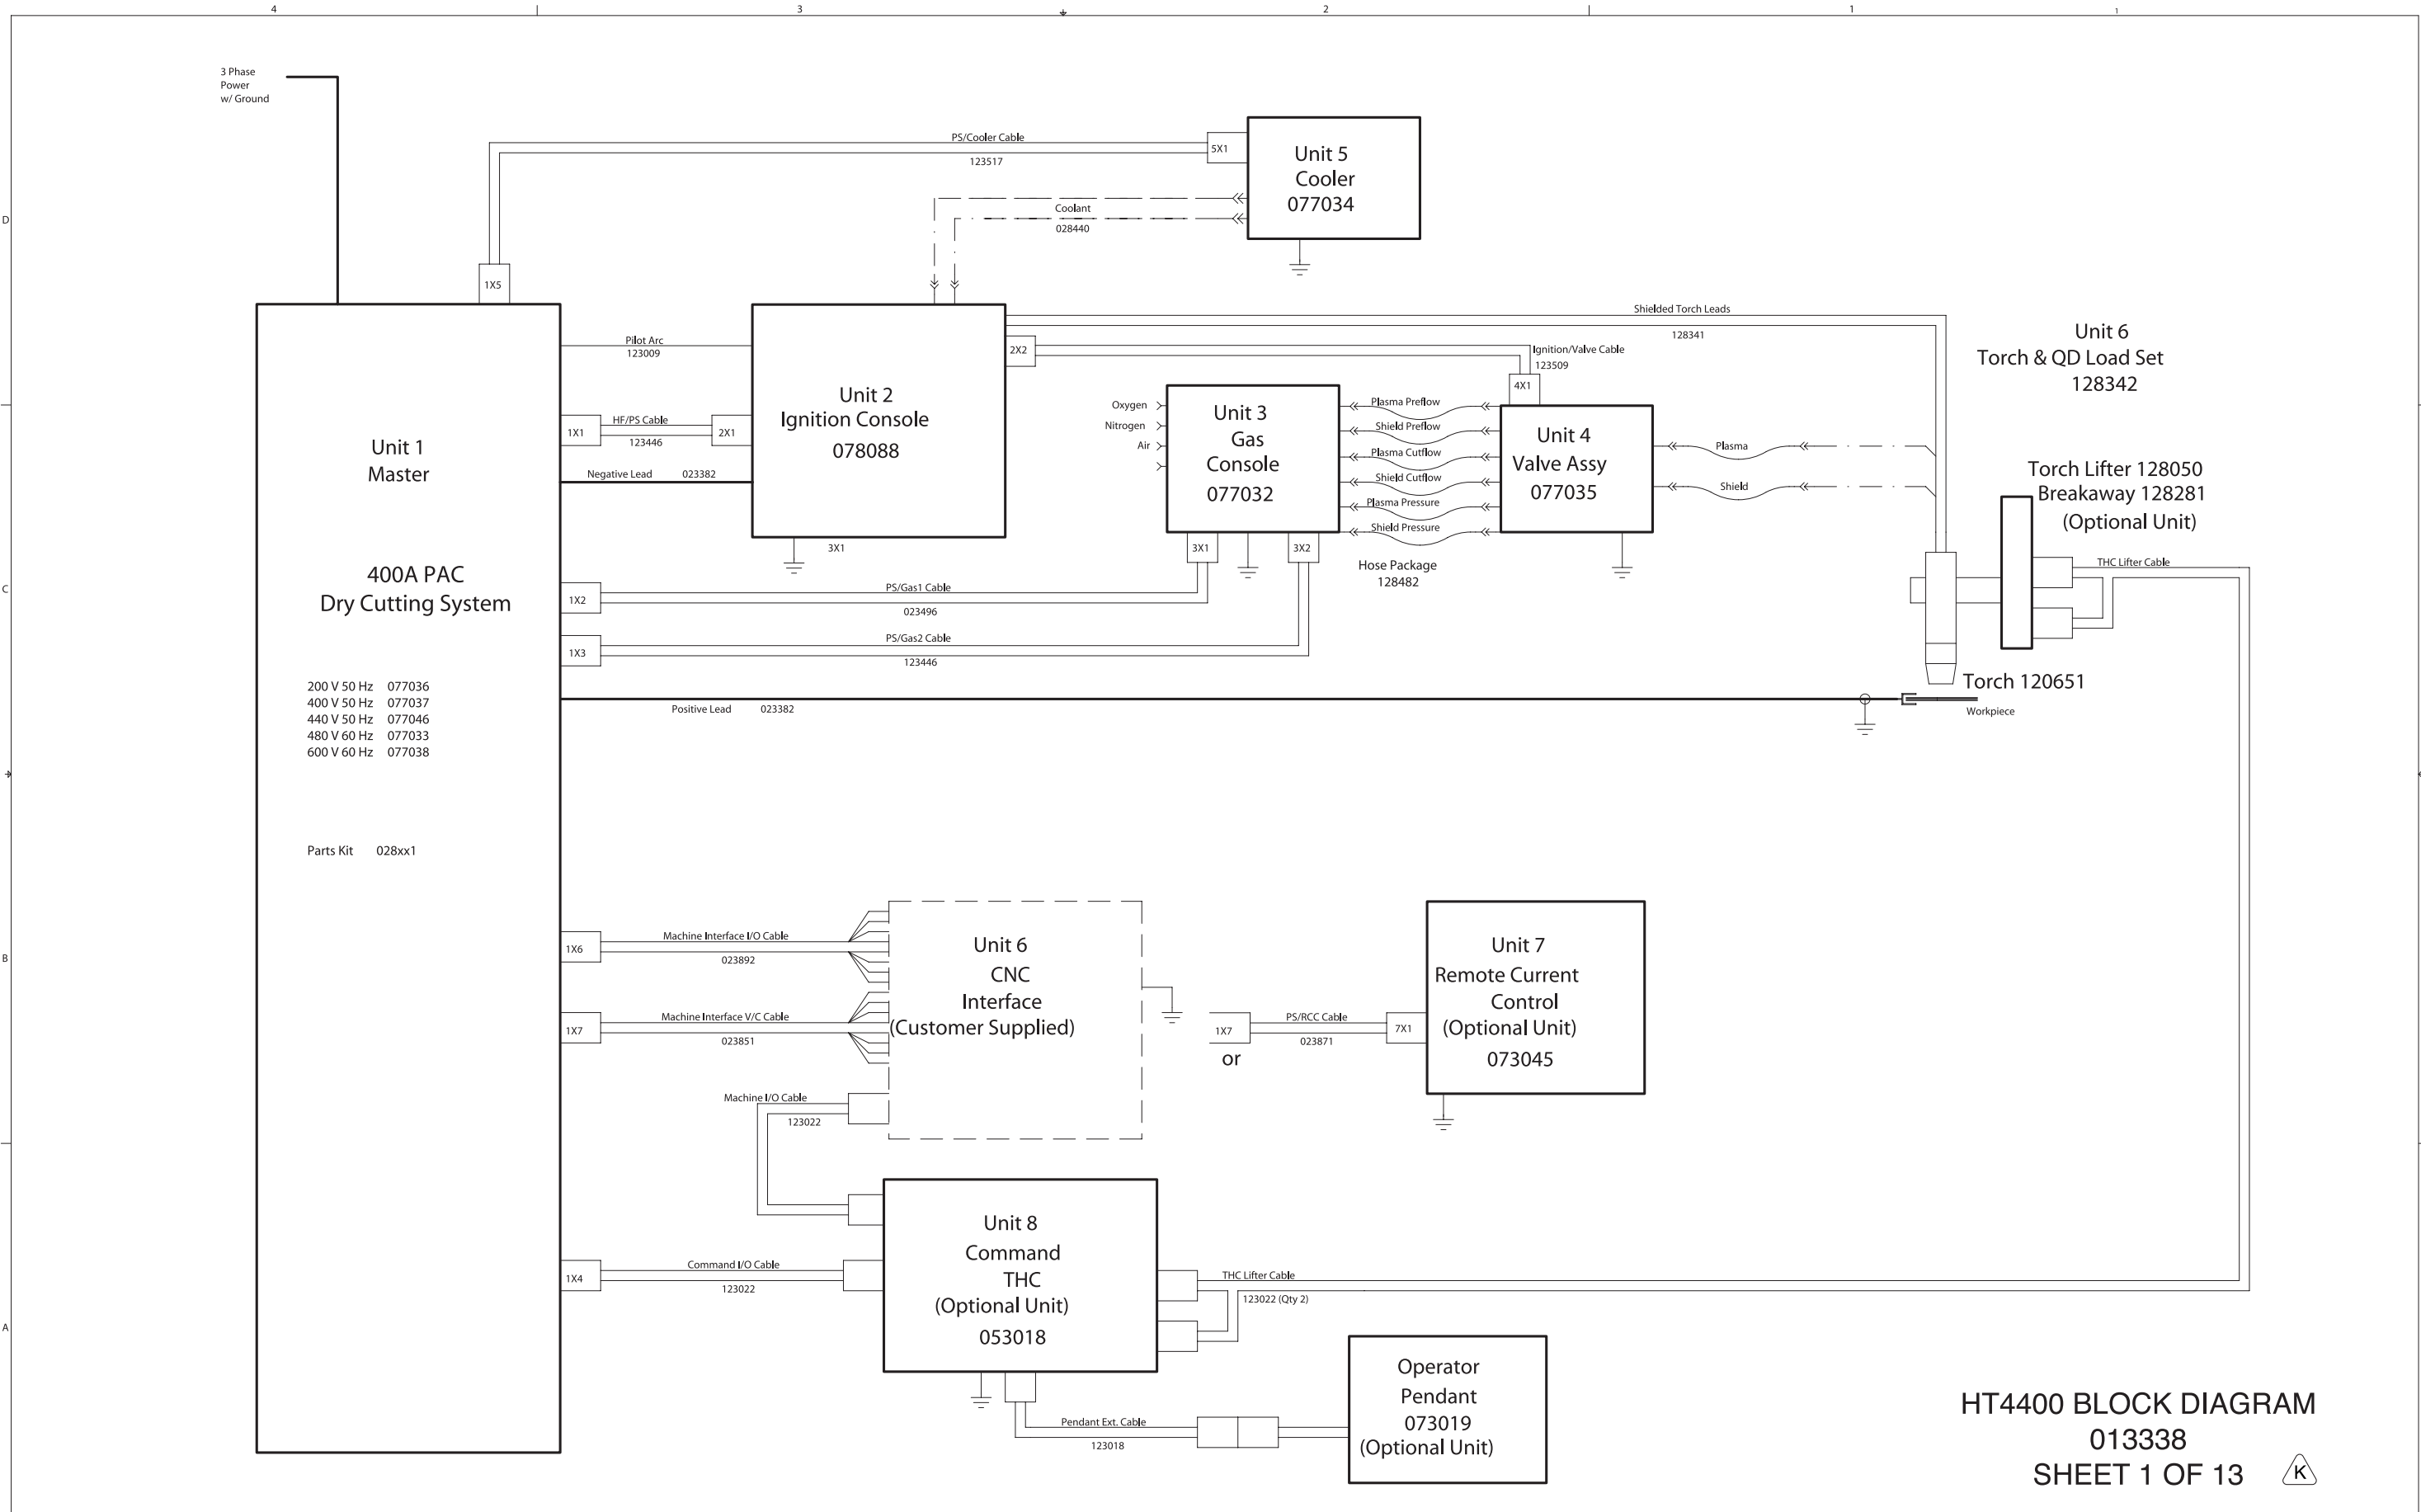 4
3
2
1
1
D
C
B
A
3 Phase
Power
w/ Ground
PS/Cooler Cable
123517
5X1
Unit 5
Cooler
077034
Coolant
028440
1X5
Pilot Arc
123009
HF/PS Cable
123446
1X1
2X1
Negative Lead 023382
Unit 2
Ignition Console
078088
2X2
3X1
Shielded Torch Leads
128341
Ignition/Valve Cable
123509
4X1
Unit 6
Torch & QD Load Set
128342
Oxygen
Nitrogen
Air
Unit 3
Gas
Console
077032
3X1
3X2
Plasma Preflow
Shield Preflow
Plasma Cutflow
Shield Cutflow
Plasma Pressure
Shield Pressure
Hose Package
128482
Unit 4
Valve Assy
077035
Plasma
Shield
Torch Lifter 128050
Breakaway 128281
(Optional Unit)
THC Lifter Cable
Torch 120651
Workpiece
Unit 1
Master
400A PAC
Dry Cutting System
200 V 50 Hz 077036
400 V 50 Hz 077037
440 V 50 Hz 077046
480 V 60 Hz 077033
600 V 60 Hz 077038
Parts Kit 028xx1
1X2
PS/Gas1 Cable
023496
1X3
PS/Gas2 Cable
123446
Positive Lead 023382
1X6
Machine Interface I/O Cable
023892
1X7
Machine Interface V/C Cable
023851
Unit 6
CNC
Interface
(Customer Supplied)
1X7
or
PS/RCC Cable
023871
7X1
Unit 7
Remote Current
Control
(Optional Unit)
073045
Machine I/O Cable
123022
1X4
Command I/O Cable
123022
Unit 8
Command
THC
(Optional Unit)
053018
THC Lifter Cable
123022 (Qty 2)
Pendant Ext. Cable
123018
Operator
Pendant
073019
(Optional Unit)
HT4400 BLOCK DIAGRAM
013338
SHEET 1 OF 13
K